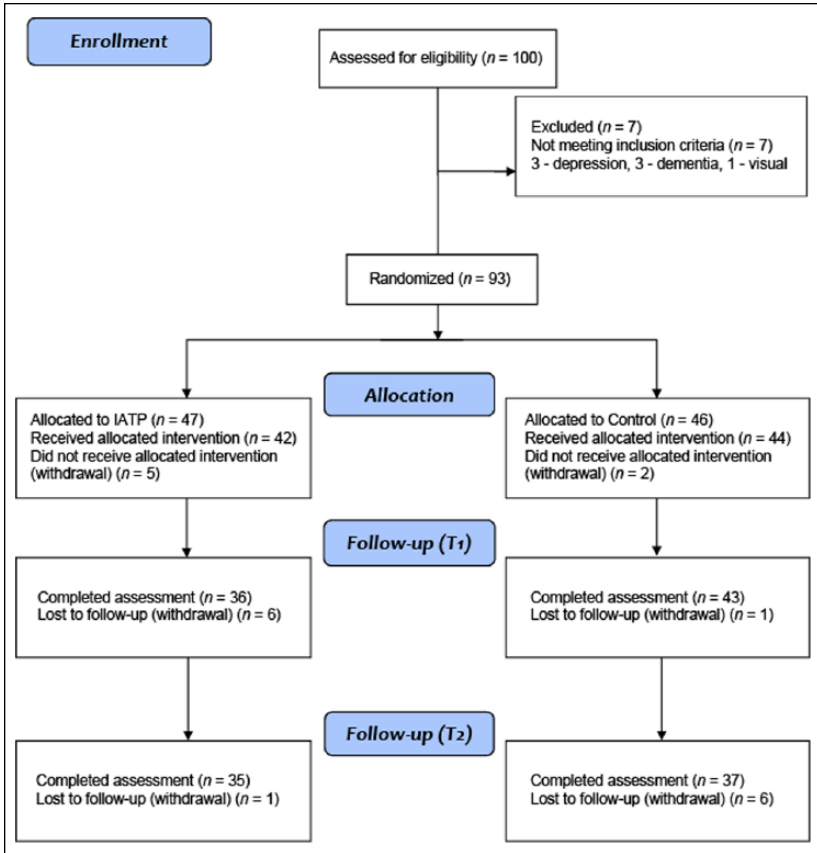 Enrollment
Assessed for eligibility (n = 100)
Excluded (n = 7)
Not meeting inclusion criteria (n = 7)
3 - depression, 3 - dementia, 1 - visual
Randomized (n = 93)
Allocation
Allocated to IATP (n = 47)
Received allocated intervention (n = 42)
Did not receive allocated intervention
(withdrawal) (n = 5)
Allocated to Control (n = 46)
Received allocated intervention (n = 44)
Did not receive allocated intervention
(withdrawal) (n = 2)
Follow-up (T1)
Completed assessment (n = 36)
Lost to follow-up (withdrawal) (n = 6)
Completed assessment (n = 43)
Lost to follow-up (withdrawal) (n = 1)
Follow-up (T2)
Completed assessment (n = 35)
Lost to follow-up (withdrawal) (n = 1)
Completed assessment (n = 37)
Lost to follow-up (withdrawal) (n = 6)